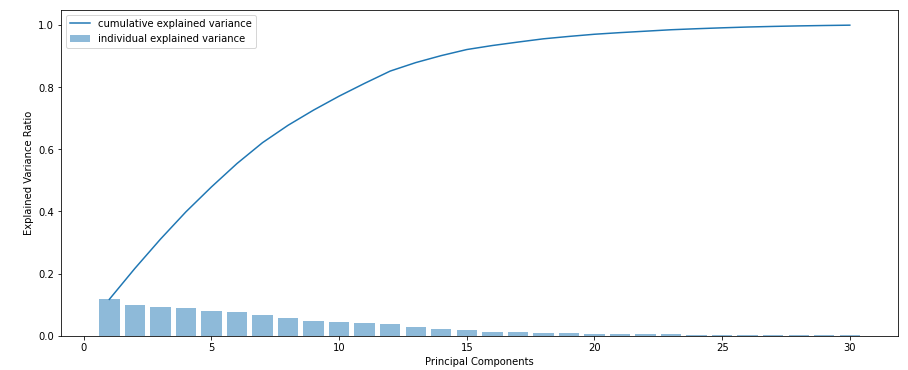 cumulative explained variance
individual explained variance
1.0
0.8
0.6
0.4
0.2
0.0
Explained Variance Ratio
0 5 10 15 20 25 30
Principal Components